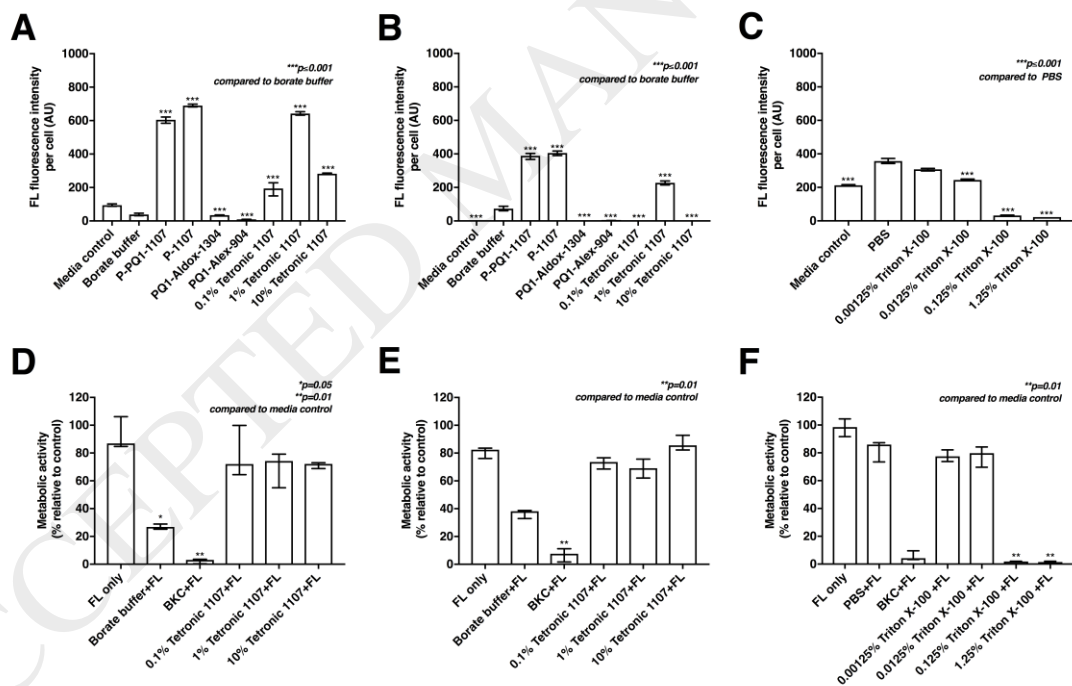 A
FL fluorescence intensity
per cell (AU)
1000
800
600
400
200
0
***p≤0.001
compared to borate buffer
***
***
***
***
***
***
***
Media control
Borate buffer
P-PQ1-1107
P-1107
PQ1-Aldox-1304
PQ1-Alex-904
0.1% Tetronic 1107
1% Tetronic 1107
10% Tetronic 1107
B
FL fluorescence intensity
per cell (AU)
1000
800
600
400
200
0
***p≤0.001
compared to borate buffer
***
***
***
***
***
***
***
***
Media control
Borate buffer
P-PQ1-1107
P-1107
PQ1-Aldox-1304
PQ1-Alex-904
0.1% Tetronic 1107
1% Tetronic 1107
10% Tetronic 1107
C
FL fluorescence intensity
per cell (AU)
1000
800
600
400
200
0
***p≤0.001
compared to PBS
***
***
***
***
Media control
PBS
0.00125% Triton X-100
0.0125% Triton X-100
0.125% Triton X-100
1.25% Triton X-100
D
Metabolic activity
(% relative to control)
120
100
80
60
40
20
0
*p=0.05
**p=0.01
compared to media control
*
**
FL only
Borate buffer+FL
BKC+FL
0.1% Tetronic 1107+FL
1% Tetronic 1107+FL
10% Tetronic 1107+FL
E
Metabolic activity
(% relative to control)
120
100
80
60
40
20
0
**p=0.01
compared to media control
**
FL only
Borate buffer+FL
BKC+FL
0.1% Tetronic 1107+FL
1% Tetronic 1107+FL
10% Tetronic 1107+FL
F
Metabolic activity
(% relative to control)
120
100
80
60
40
20
0
**p=0.01
compared to media control
**
**
FL only
PBS+FL
BKC+FL
0.00125% Triton X-100 +FL
0.0125% Triton X-100 +FL
0.125% Triton X-100 +FL
1.25% Triton X-100 +FL
CCEPTED MAN